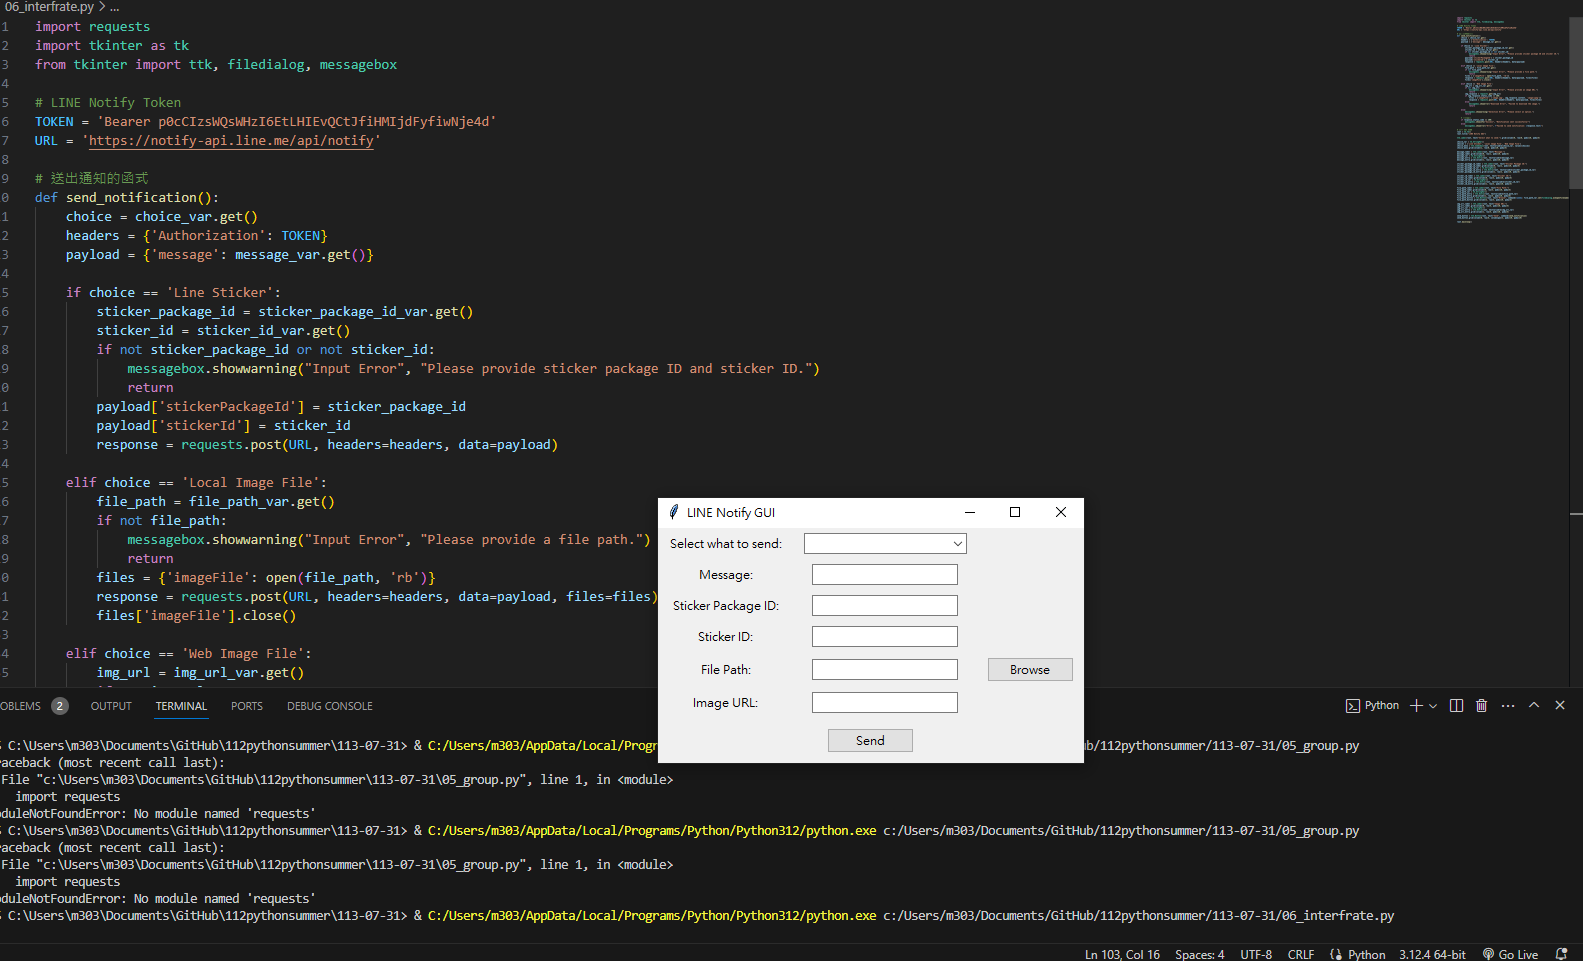 06_interfrate.py > ...
1 import requests
2 import tkinter as tk
3 from tkinter import ttk, filedialog, messagebox
4
5 # LINE Notify Token
6 TOKEN = 'Bearer p0cCIzsWQsWHzI6EtLHIEvQCtJfiHMIjdFyfiwNje4d'
7 URL = 'https://notify-api.line.me/api/notify'
8
9 # 送出通知的函式
0 def send_notification():
1 choice = choice_var.get()
2 headers = {'Authorization': TOKEN}
3 payload = {'message': message_var.get()}
4
5 if choice == 'Line Sticker':
6 sticker_package_id = sticker_package_id_var.get()
7 sticker_id = sticker_id_var.get()
8 if not sticker_package_id or not sticker_id:
9 messagebox.showwarning("Input Error", "Please provide sticker package ID and sticker ID.")
0 return
1 payload['stickerPackageId'] = sticker_package_id
2 payload['stickerId'] = sticker_id
3 response = requests.post(URL, headers=headers, data=payload)
4
5 elif choice == 'Local Image File':
6 file_path = file_path_var.get()
7 if not file_path:
8 messagebox.showwarning("Input Error", "Please provide a file path.")
9 return
0 files = {'imageFile': open(file_path, 'rb')}
1 response = requests.post(URL, headers=headers, data=payload, files=files)
2 files['imageFile'].close()
3
4 elif choice == 'Web Image File':
5 img_url = img_url_var.get()
LINE Notify GUI
Select what to send:
Message:
Sticker Package ID:
Sticker ID:
File Path: Browse
Image URL:
Send
OBLEMS 2 OUTPUT TERMINAL PORTS DEBUG CONSOLE Python
C:\Users\m303\Documents\GitHub\112pythonsummer\113-07-31> & C:/Users/m303/AppData/Local/Progr ub/112pythonsummer/113-07-31/05_group.py
raceback (most recent call last):
File "c:\Users\m303\Documents\GitHub\112pythonsummer\113-07-31\05_group.py", line 1, in <module>
import requests
oduleNotFoundError: No module named 'requests'
C:\Users\m303\Documents\GitHub\112pythonsummer\113-07-31> & C:/Users/m303/AppData/Local/Programs/Python/Python312/python.exe c:/Users/m303/Documents/GitHub/112pythonsummer/113-07-31/05_group.py
raceback (most recent call last):
File "c:\Users\m303\Documents\GitHub\112pythonsummer\113-07-31\05_group.py", line 1, in <module>
import requests
oduleNotFoundError: No module named 'requests'
C:\Users\m303\Documents\GitHub\112pythonsummer\113-07-31> & C:/Users/m303/AppData/Local/Programs/Python/Python312/python.exe c:/Users/m303/Documents/GitHub/112pythonsummer/113-07-31/06_interfrate.py
Ln 103, Col 16 Spaces: 4 UTF-8 CRLF Python 3.12.4 64-bit Go Live